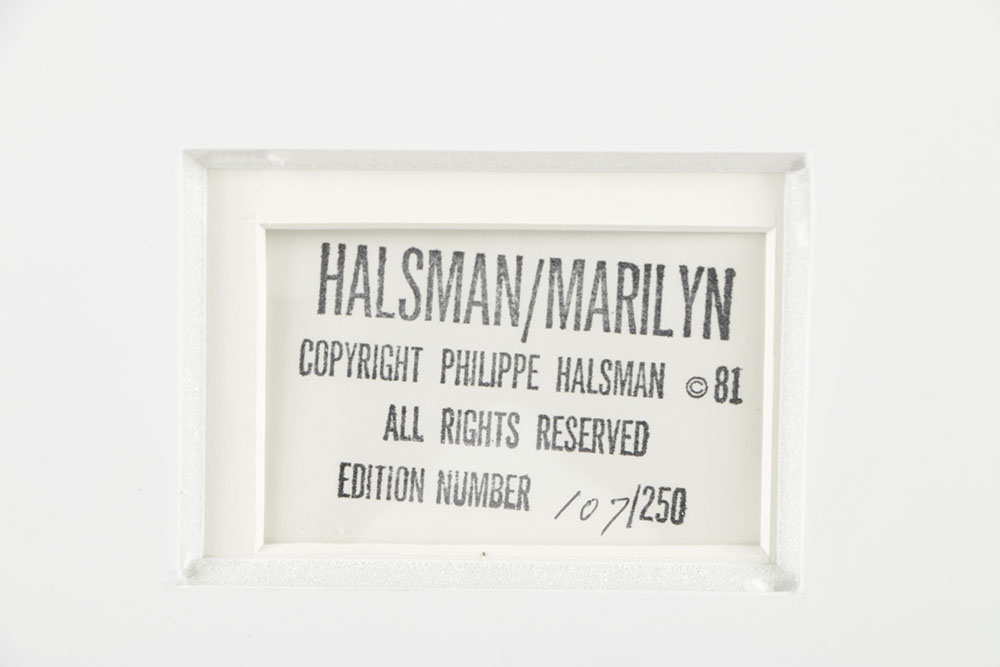 HALSMAN/MARILYN
COPYRIGHT PHILIPPE HALSMAN © 81
ALL RIGHTS RESERVED
EDITION NUMBER 107/250